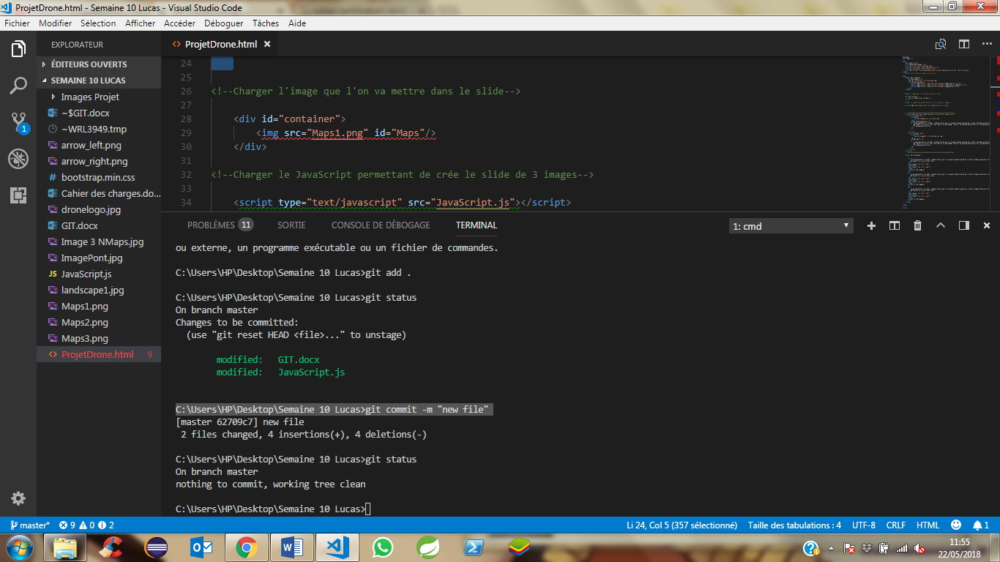 ProjetDrone.html - Semaine 10 Lucas - Visual Studio Code
Fichier Modifier Sélection Afficher Accéder Déboguer Tâches Aide
EXPLORATEUR
ÉDITEURS OUVERTS
SEMAINE 10 LUCAS
Images Projet
~$GIT.docx
~WRL3949.tmp
arrow_left.png
arrow_right.png
# bootstrap.min.css
Cahier des charges.do...
dronelogo.jpg
GIT.docx
Image 3 NMaps.jpg
ImagePont.jpg
JS JavaScript.js
landscape1.jpg
Maps1.png
Maps2.png
Maps3.png
<> ProjetDrone.html 9
1
<> ProjetDrone.html ×
24
25
26 <!--Charger l'image que l'on va mettre dans le slide-->
27
28 <div id="container">
29 <img src="Maps1.png" id="Maps"/>
30 </div>
31
32 <!--Charger le JavaScript permettant de crée le slide de 3 images-->
33
34 <script type="text/javascript" src="JavaScript.js"></script>
PROBLÈMES 11 SORTIE CONSOLE DE DÉBOGAGE TERMINAL 1: cmd
ou externe, un programme exécutable ou un fichier de commandes.
C:\Users\HP\Desktop\Semaine 10 Lucas>git add .
C:\Users\HP\Desktop\Semaine 10 Lucas>git status
On branch master
Changes to be committed:
(use "git reset HEAD <file>..." to unstage)
modified: GIT.docx
modified: JavaScript.js
C:\Users\HP\Desktop\Semaine 10 Lucas>git commit -m "new file"
[master 62709c7] new file
2 files changed, 4 insertions(+), 4 deletions(-)
C:\Users\HP\Desktop\Semaine 10 Lucas>git status
On branch master
nothing to commit, working tree clean
C:\Users\HP\Desktop\Semaine 10 Lucas>
master* 9 0 2 Li 24, Col 5 (357 sélectionné) Taille des tabulations : 4 UTF-8 CRLF HTML 1
11:55
22/05/2018